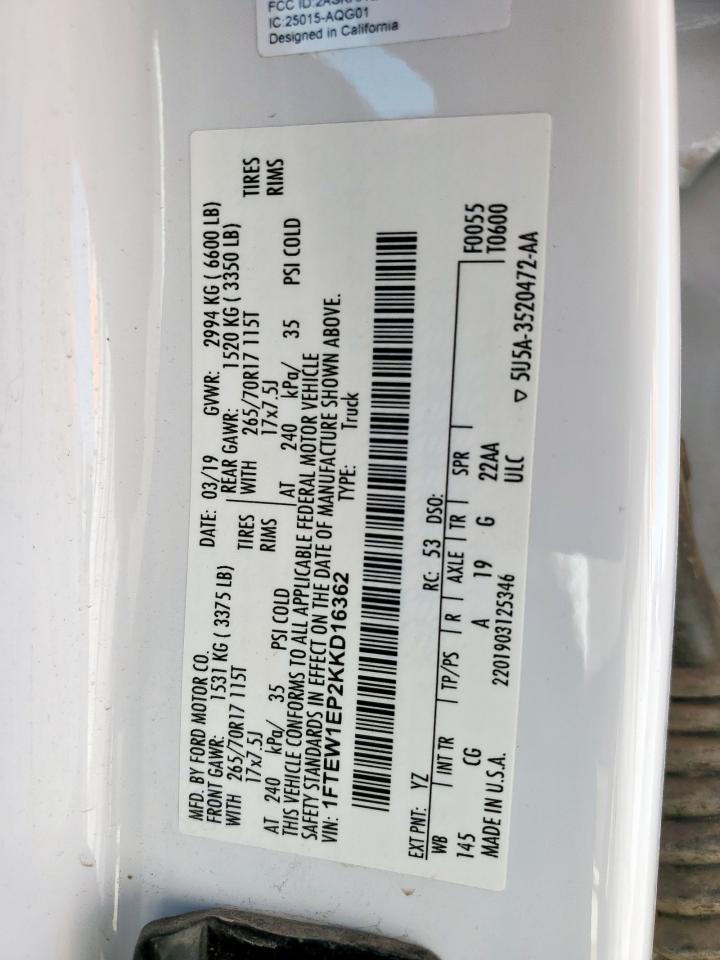 IC:25015-AQG01
Designed in California
MFD. BY FORD MOTOR CO.
DATE: 03/19 GVWR: 2994 KG ( 6600 LB)
FRONT GAWR: 1531 KG ( 3375 LB) REAR GAWR: 1520 KG ( 3350 LB)
WITH 265/70R17 115T TIRES WITH 265/70R17 115T TIRES
17x7.5J RIMS 17x7.5J RIMS
AT 240 kPa/ 35 PSI COLD AT 240 kPa/ 35 PSI COLD
THIS VEHICLE CONFORMS TO ALL APPLICABLE FEDERAL MOTOR VEHICLE
SAFETY STANDARDS IN EFFECT ON THE DATE OF MANUFACTURE SHOWN ABOVE.
VIN: 1FTEW1EP2KKD16362 TYPE: Truck
EXT PNT: YZ RC: 53 DSO:
WB INT TR TP/PS R AXLE TR SPR F0055
145 CG A 19 G 22AA T0600
MADE IN U.S.A. 2201903125346 ULC ▽ 5U5A-3520472-AA